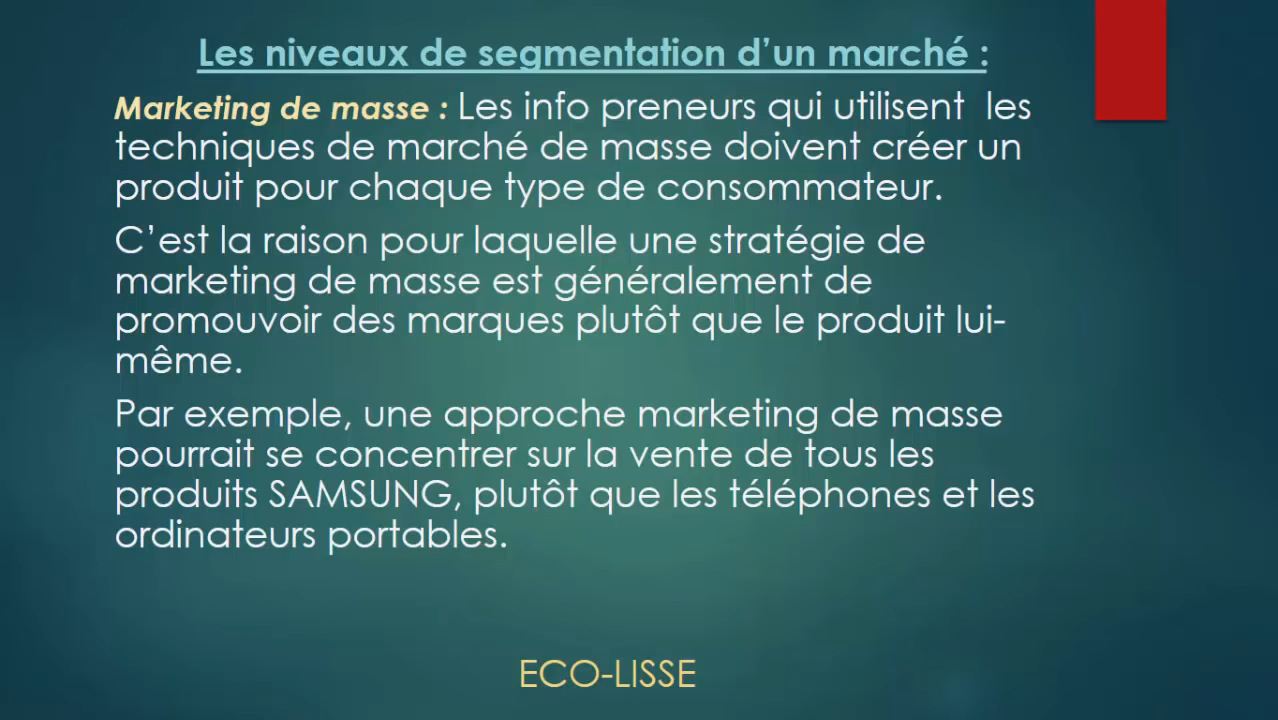 Les niveaux de segmentation d’un marché :
Marketing de masse : Les info preneurs qui utilisent les
techniques de marché de masse doivent créer un
produit pour chaque type de consommateur.
C’est la raison pour laquelle une stratégie de
marketing de masse est généralement de
promouvoir des marques plutôt que le produit lui-
même.
Par exemple, une approche marketing de masse
pourrait se concentrer sur la vente de tous les
produits SAMSUNG, plutôt que les téléphones et les
ordinateurs portables.
ECO-LISSE